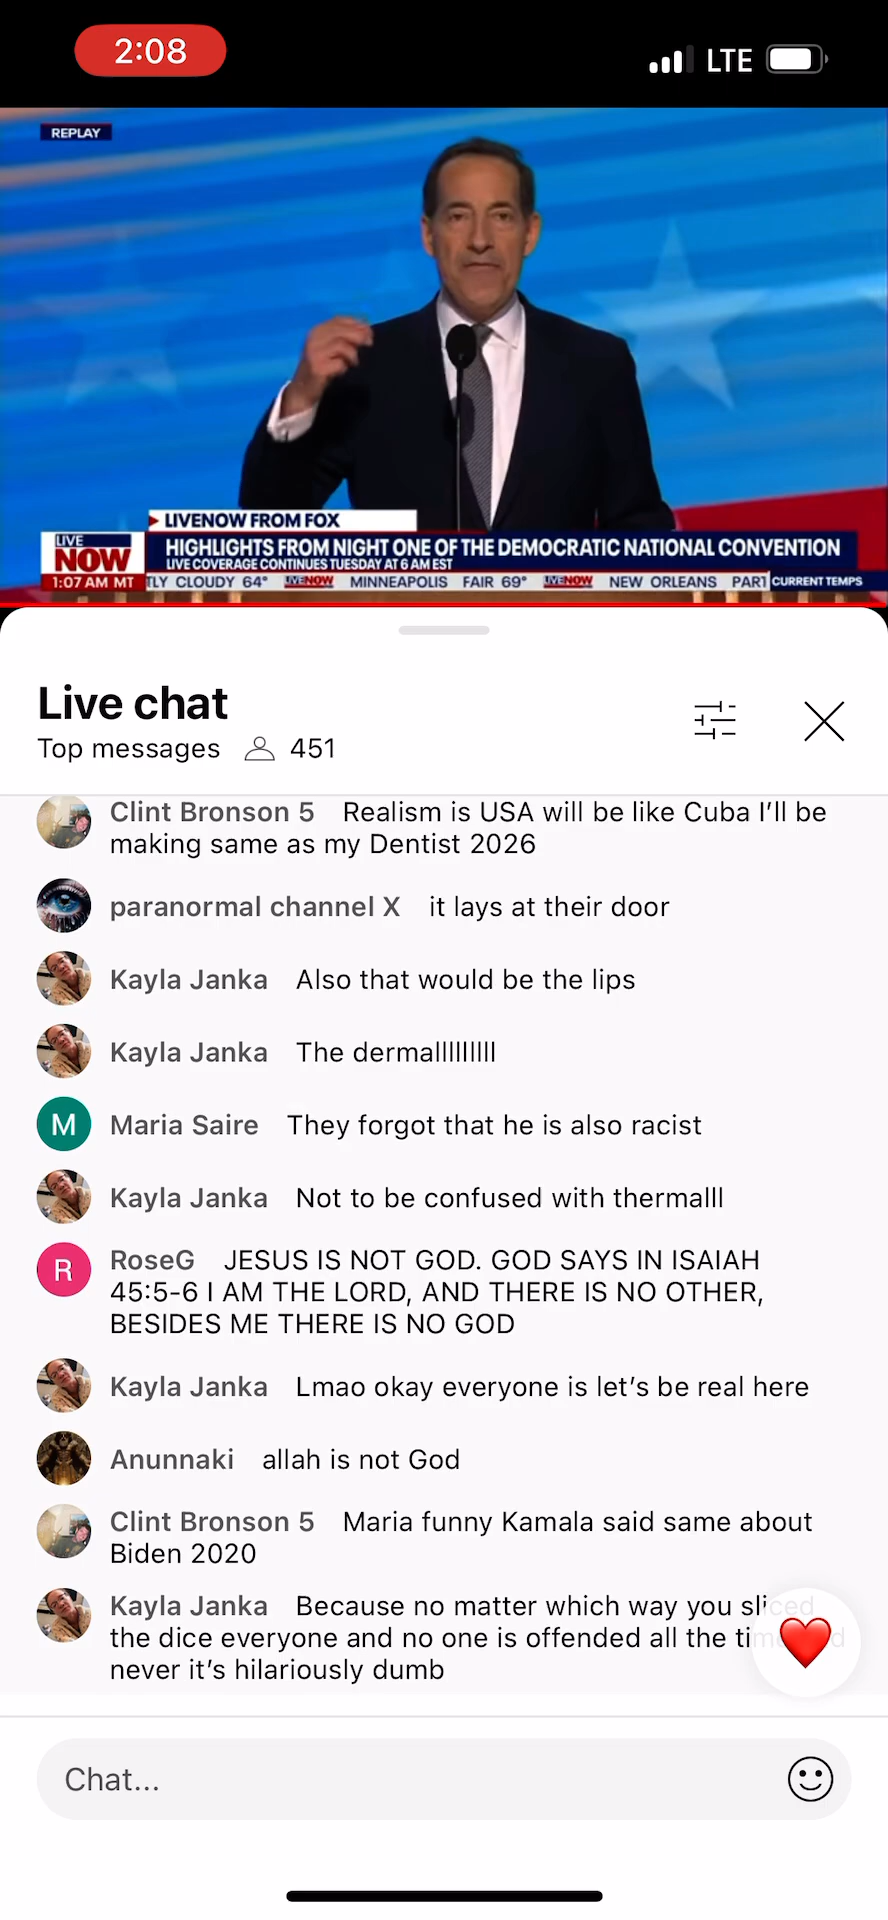 2:08
LTE
REPLAY
LIVENOW FROM FOX
LIVE
NOW
HIGHLIGHTS FROM NIGHT ONE OF THE DEMOCRATIC NATIONAL CONVENTION
LIVE COVERAGE CONTINUES TUESDAY AT 6 AM EST
1:07 AM MT TLY CLOUDY 64° LIVENOW MINNEAPOLIS FAIR 69° LIVENOW NEW ORLEANS PART CURRENT TEMPS
Live chat
Top messages 451
Clint Bronson 5 Realism is USA will be like Cuba I’ll be
making same as my Dentist 2026
paranormal channel X it lays at their door
Kayla Janka Also that would be the lips
Kayla Janka The dermalllllllll
M Maria Saire They forgot that he is also racist
Kayla Janka Not to be confused with thermalll
R RoseG JESUS IS NOT GOD. GOD SAYS IN ISAIAH
45:5-6 I AM THE LORD, AND THERE IS NO OTHER,
BESIDES ME THERE IS NO GOD
Kayla Janka Lmao okay everyone is let’s be real here
Anunnaki allah is not God
Clint Bronson 5 Maria funny Kamala said same about
Biden 2020
Kayla Janka Because no matter which way you sliced
the dice everyone and no one is offended all the
never it’s hilariously dumb
Chat...